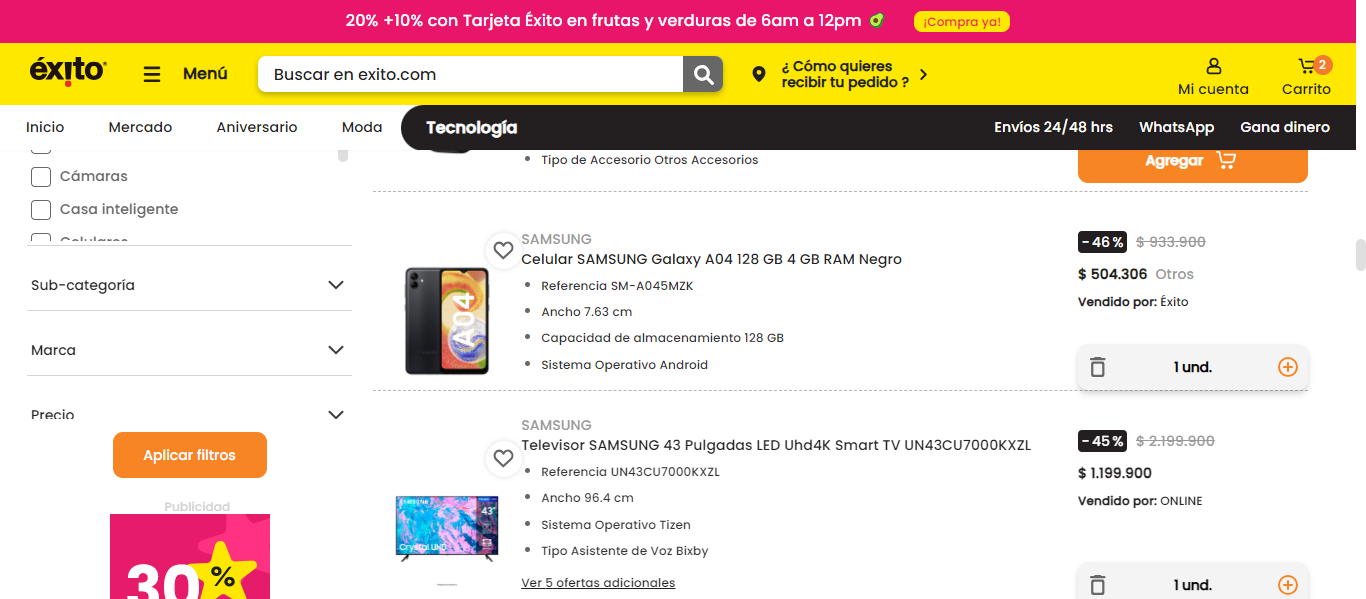 20% +10% con Tarjeta Éxito en frutas y verduras de 6am a 12pm
¡Compra ya!
éxito
Menú
Buscar en exito.com
¿ Cómo quieres
recibir tu pedido ?
Mi cuenta
2
Carrito
Inicio
Mercado
Aniversario
Moda
Tecnología
Envíos 24/48 hrs
WhatsApp
Gana dinero
Cámaras
Casa inteligente
Celulares
Sub-categoría
Marca
Precio
Aplicar filtros
Publicidad
30%
Tipo de Accesorio Otros Accesorios
Agregar
SAMSUNG
Celular SAMSUNG Galaxy A04 128 GB 4 GB RAM Negro
Referencia SM-A045MZK
Ancho 7.63 cm
Capacidad de almacenamiento 128 GB
Sistema Operativo Android
A04
- 46 % $ 933.900
$ 504.306 Otros
Vendido por: Éxito
1 und.
SAMSUNG
Televisor SAMSUNG 43 Pulgadas LED Uhd4K Smart TV UN43CU7000KXZL
Referencia UN43CU7000KXZL
Ancho 96.4 cm
Sistema Operativo Tizen
Tipo Asistente de Voz Bixby
Ver 5 ofertas adicionales
SAMSUNG
43"
Crystal UHD
- 45 % $ 2.199.900
$ 1.199.900
Vendido por: ONLINE
1 und.